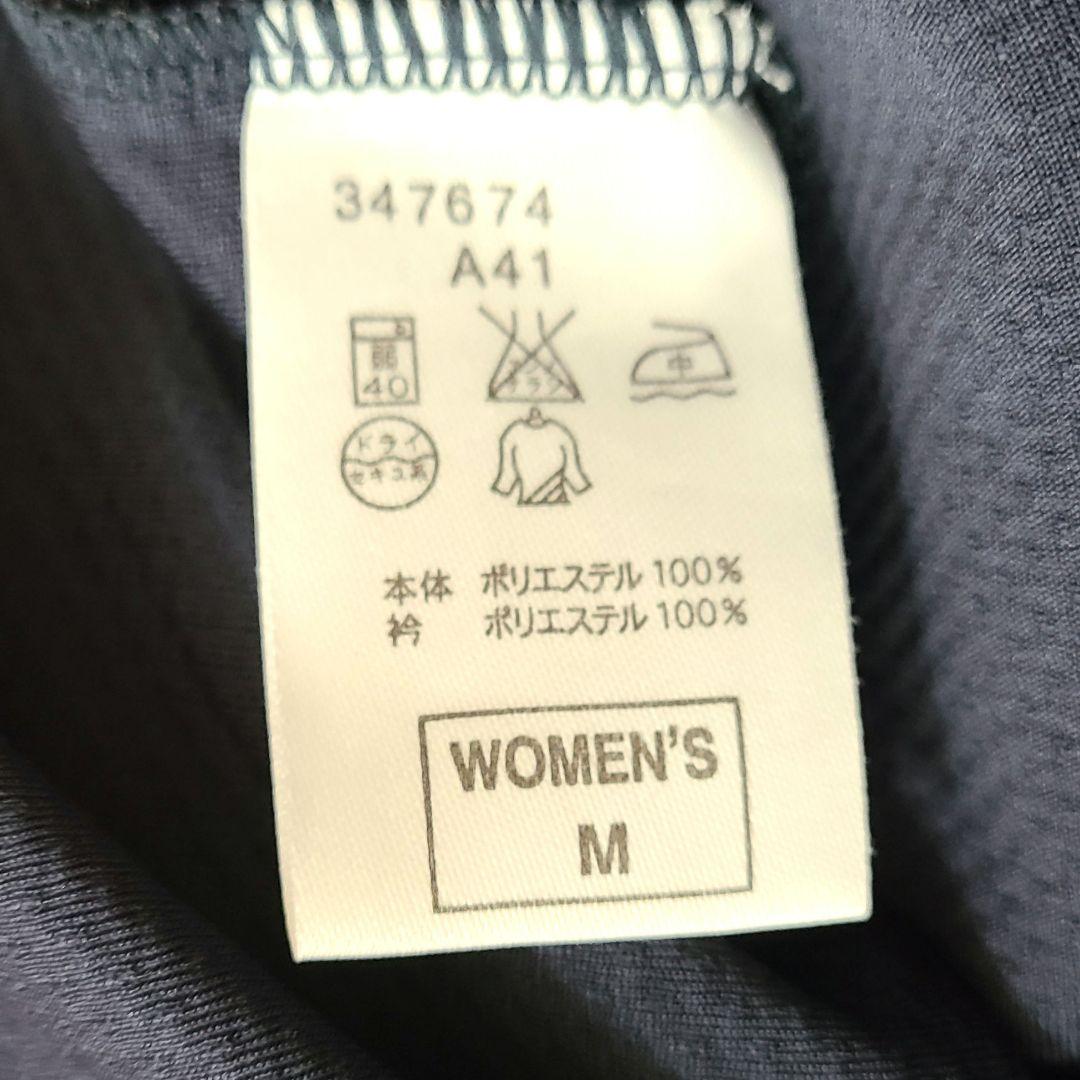 347674
A41
弱
40
中
ドライ
セキユ系
本体 ポリエステル 100%
衿 ポリエステル 100%
WOMEN'S
M